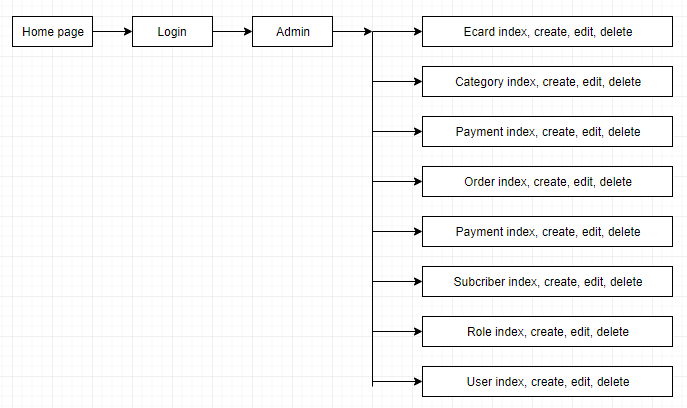 Home page
Login
Admin
Ecard index, create, edit, delete
Category index, create, edit, delete
Payment index, create, edit, delete
Order index, create, edit, delete
Payment index, create, edit, delete
Subcriber index, create, edit, delete
Role index, create, edit, delete
User index, create, edit, delete